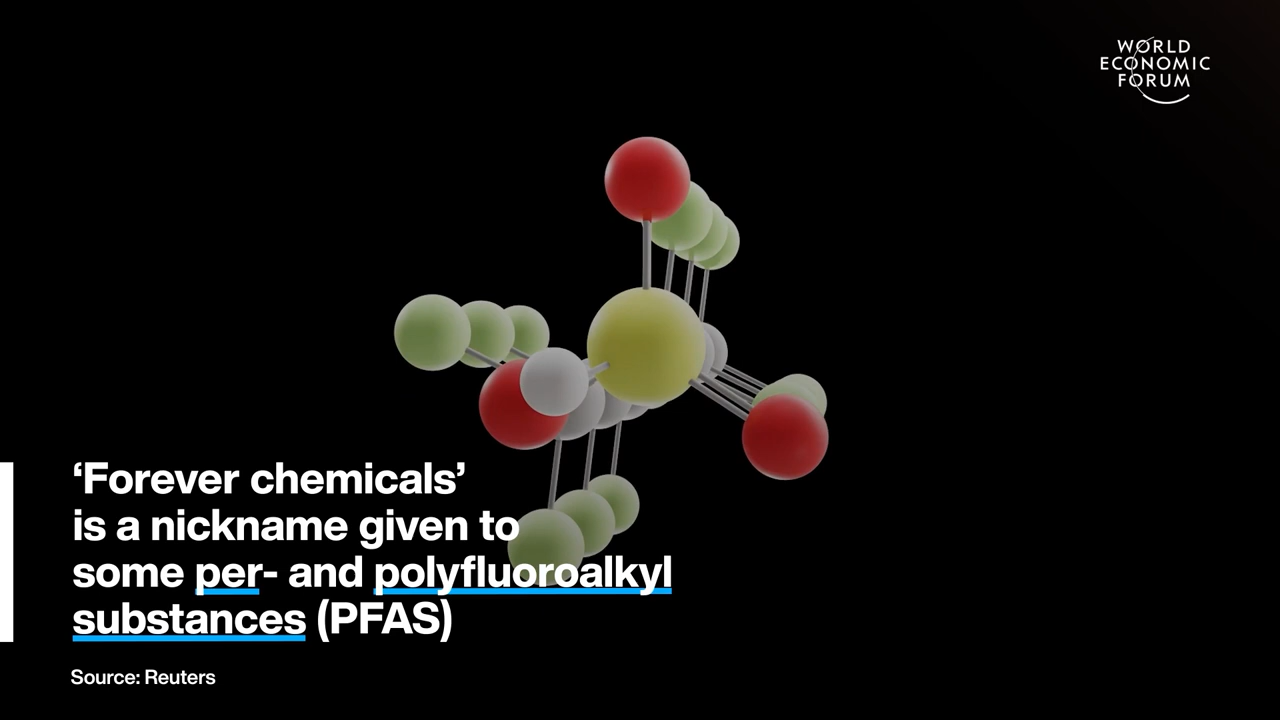 WORLD
ECONOMIC
FORUM
‘Forever chemicals’
is a nickname given to
some per- and polyfluoroalkyl
substances (PFAS)
Source: Reuters